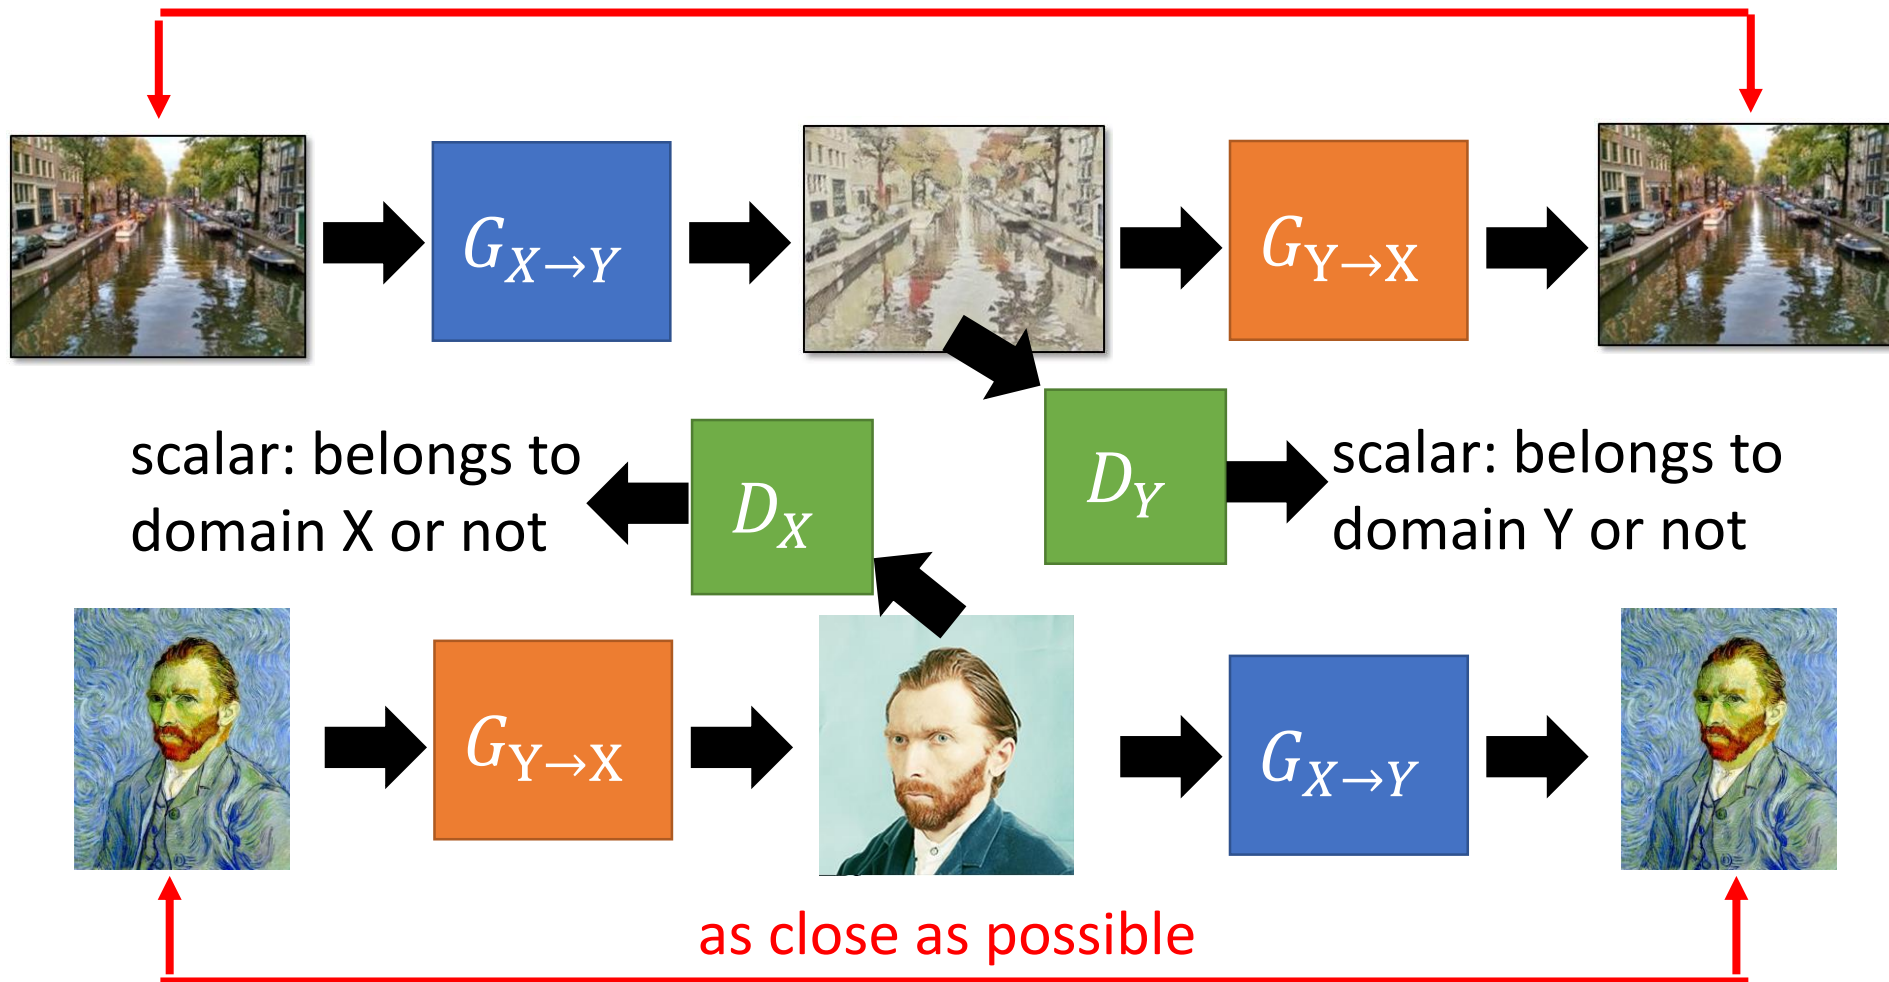 G_{X→Y}
G_{Y→X}
scalar: belongs to
domain X or not
D_X
D_Y
scalar: belongs to
domain Y or not
G_{Y→X}
G_{X→Y}
as close as possible